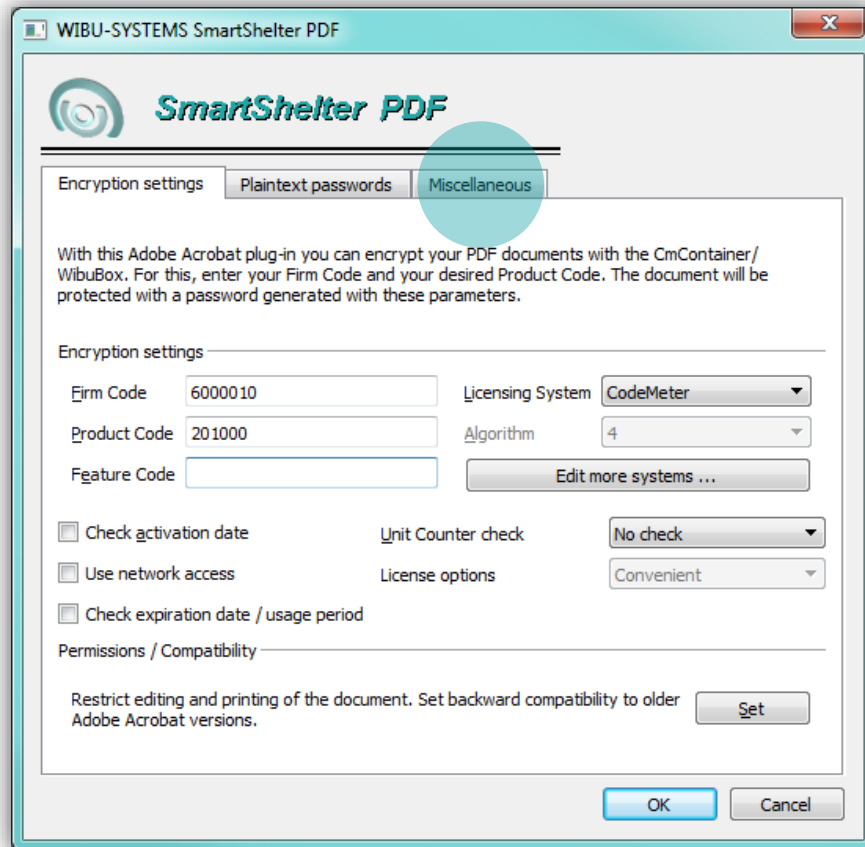 WIBU-SYSTEMS SmartShelter PDF
SmartShelter PDF
Encryption settings Plaintext passwords Miscellaneous
With this Adobe Acrobat plug-in you can encrypt your PDF documents with the CmContainer/
WibuBox. For this, enter your Firm Code and your desired Product Code. The document will be
protected with a password generated with these parameters.
Encryption settings
Firm Code 6000010 Licensing System CodeMeter
Product Code 201000 Algorithm 4
Feature Code Edit more systems ...
Check activation date Unit Counter check No check
Use network access License options Convenient
Check expiration date / usage period
Permissions / Compatibility
Restrict editing and printing of the document. Set backward compatibility to older
Adobe Acrobat versions.
Set
OK Cancel